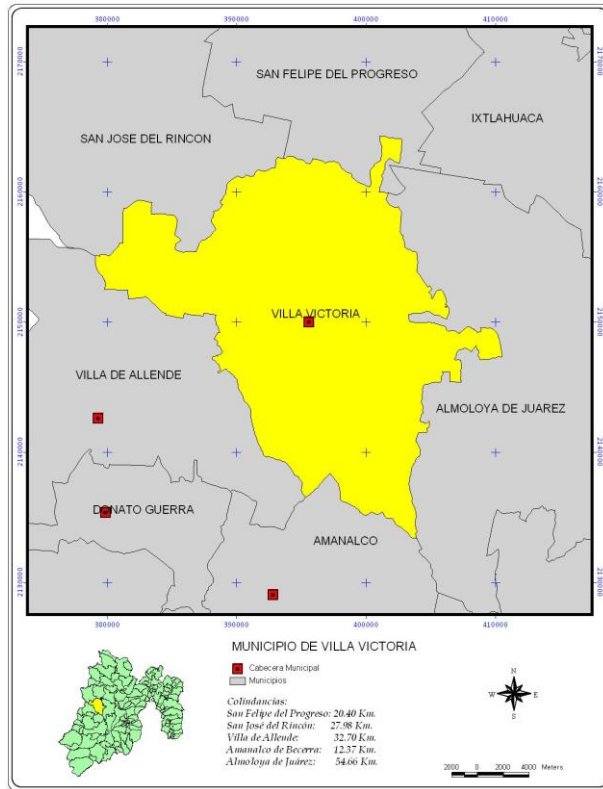 380000 390000 400000 410000
2170000 2170000
SAN FELIPE DEL PROGRESO
IXTLAHUACA
SAN JOSE DEL RINCON
2160000 2160000
VILLA VICTORIA
2150000 2150000
VILLA DE ALLENDE
ALMOLOYA DE JUAREZ
2140000 2140000
DONATO GUERRA
AMANALCO
2130000 2130000
380000 390000 400000 410000
MUNICIPIO DE VILLA VICTORIA
Cabecera Municipal
Municipios
Colindancias:
San Felipe del Progreso: 20.40 Km.
San José del Rincón: 27.98 Km.
Villa de Allende: 32.70 Km.
Amanalco de Becerra: 12.37 Km.
Almoloya de Juárez: 54.66 Km.
N
W E
S
2000 0 2000 4000 Meters